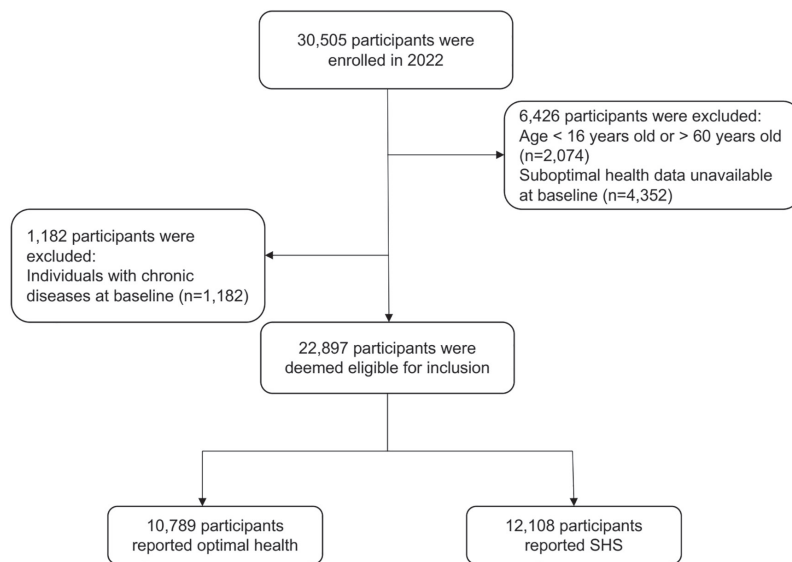 30,505 participants were
enrolled in 2022
6,426 participants were excluded:
Age < 16 years old or > 60 years old
(n=2,074)
Suboptimal health data unavailable
at baseline (n=4,352)
1,182 participants were
excluded:
Individuals with chronic
diseases at baseline (n=1,182)
22,897 participants were
deemed eligible for inclusion
10,789 participants
reported optimal health
12,108 participants
reported SHS